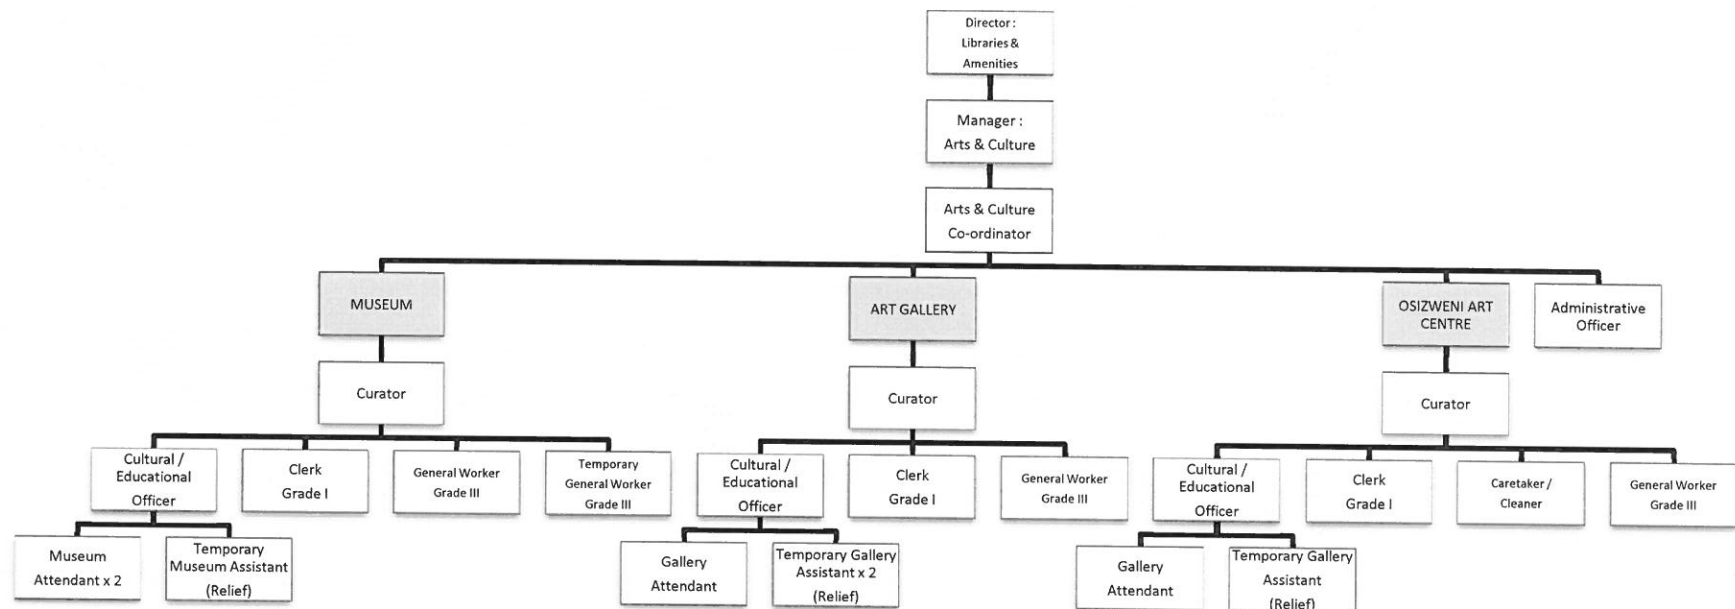 Director :
Libraries &
Amenities
Manager :
Arts & Culture
Arts & Culture
Co-ordinator
MUSEUM
ART GALLERY
OSIZWENI ART
CENTRE
Administrative
Officer
Curator
Curator
Curator
Cultural /
Educational
Officer
Clerk
Grade I
General Worker
Grade III
Temporary
General Worker
Grade III
Cultural /
Educational
Officer
Clerk
Grade I
General Worker
Grade III
Cultural /
Educational
Officer
Clerk
Grade I
Caretaker /
Cleaner
General Worker
Grade III
Museum
Attendant x 2
Temporary
Museum Assistant
(Relief)
Gallery
Attendant
Temporary Gallery
Assistant x 2
(Relief)
Gallery
Attendant
Temporary Gallery
Assistant
(Relief)